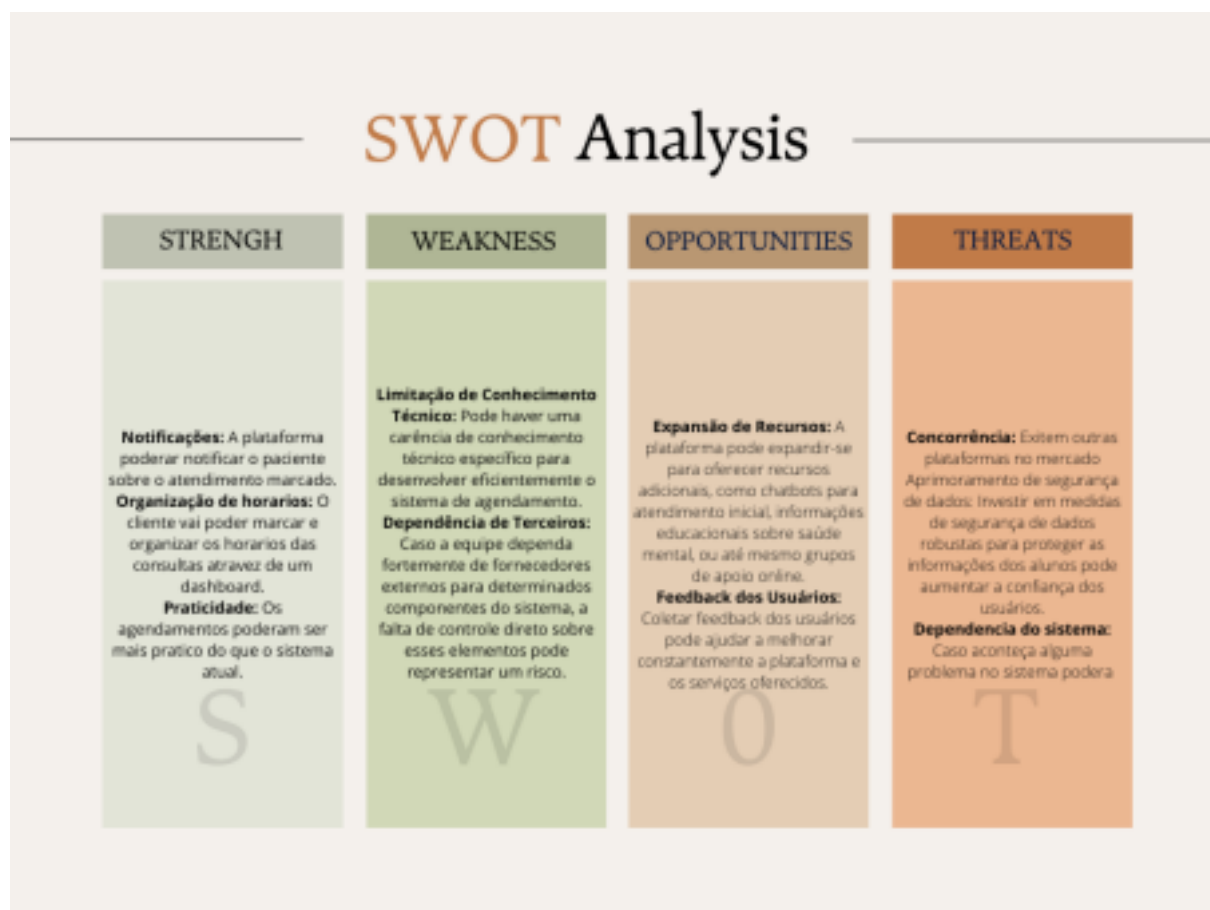 SWOT Analysis
STRENGH
Notificações: A plataforma
poderar notificar o paciente
sobre o atendimento marcado.
Organização de horarios: O
cliente vai poder marcar e
organizar os horarios das
consultas atravez de um
dashboard.
Praticidade: Os
agendamentos poderam ser
mais pratico do que o sistema
atual.
S
WEAKNESS
Limitação de Conhecimento
Técnico: Pode haver uma
carência de conhecimento
técnico específico para
desenvolver eficientemente o
sistema de agendamento.
Dependência de Terceiros:
Caso a equipe dependa
fortemente de fornecedores
externos para determinados
componentes do sistema, a
falta de controle direto sobre
esses elementos pode
representar um risco.
W
OPPORTUNITIES
Expansão de Recursos: A
plataforma pode expandir-se
para oferecer recursos
adicionais, como chatbots para
atendimento inicial, informações
educacionais sobre saúde
mental, ou até mesmo grupos
de apoio online.
Feedback dos Usuários:
Coletar feedback dos usuários
pode ajudar a melhorar
constantemente a plataforma e
os serviços oferecidos.
O
THREATS
Concorrência: Exitem outras
plataformas no mercado
Aprimoramento de segurança
de dados: Investir em medidas
de segurança de dados
robustas para proteger as
informações dos alunos pode
aumentar a confiança dos
usuários.
Dependencia do sistema:
Caso aconteça alguma
problema no sistema podera
T